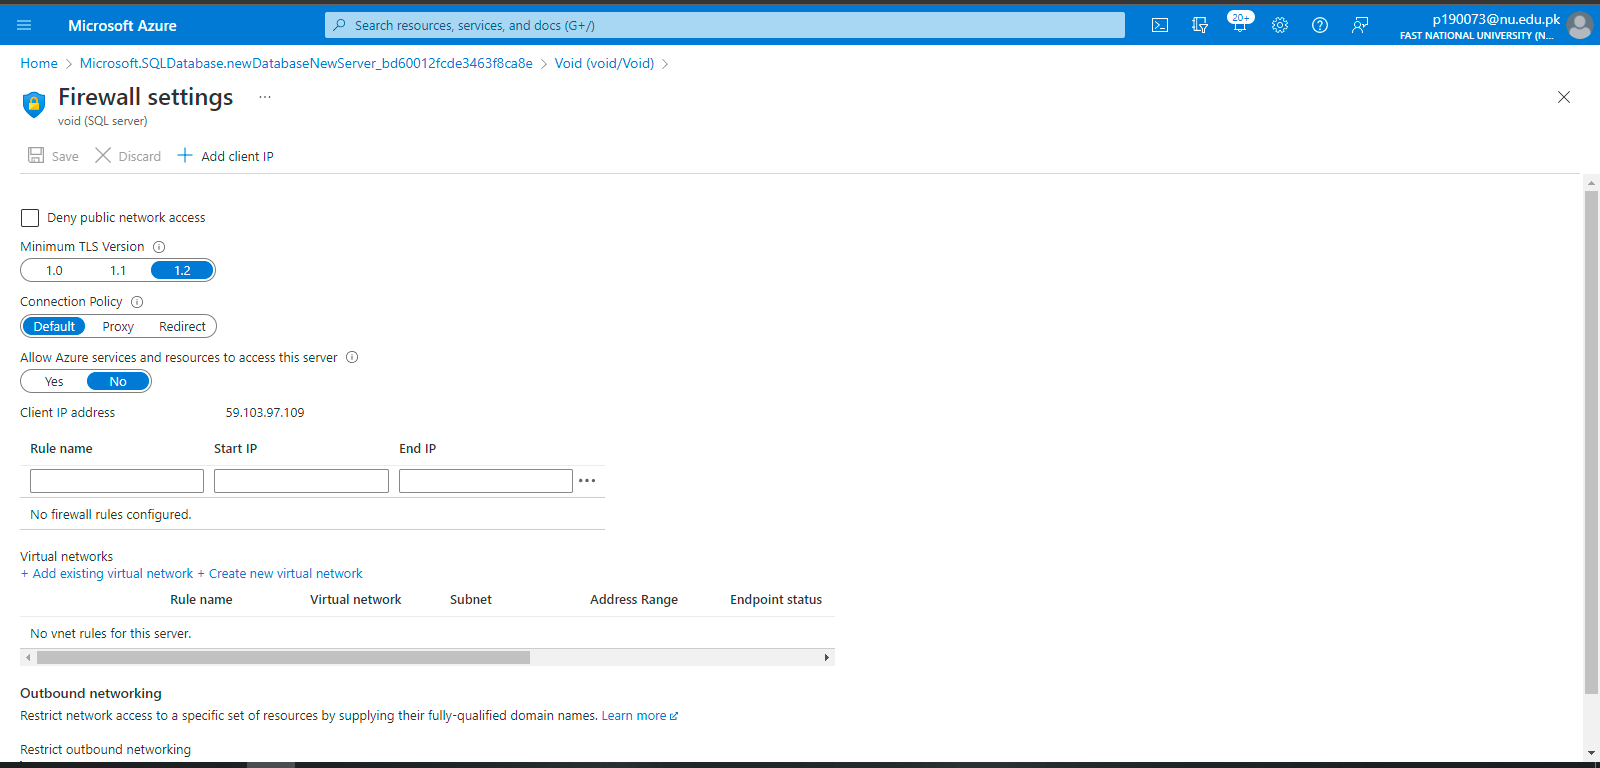 Microsoft Azure
Search resources, services, and docs (G+/)
20+
p190073@nu.edu.pk
FAST NATIONAL UNIVERSITY (N...
Home > Microsoft.SQLDatabase.newDatabaseNewServer_bd60012fcde3463f8ca8e > Void (void/Void) >
Firewall settings ...
void (SQL server)
Save Discard + Add client IP
Deny public network access
Minimum TLS Version
1.0 1.1 1.2
Connection Policy
Default Proxy Redirect
Allow Azure services and resources to access this server
Yes No
Client IP address 59.103.97.109
Rule name Start IP End IP
...
No firewall rules configured.
Virtual networks
+ Add existing virtual network + Create new virtual network
Rule name Virtual network Subnet Address Range Endpoint status
No vnet rules for this server.
Outbound networking
Restrict network access to a specific set of resources by supplying their fully-qualified domain names. Learn more
Restrict outbound networking